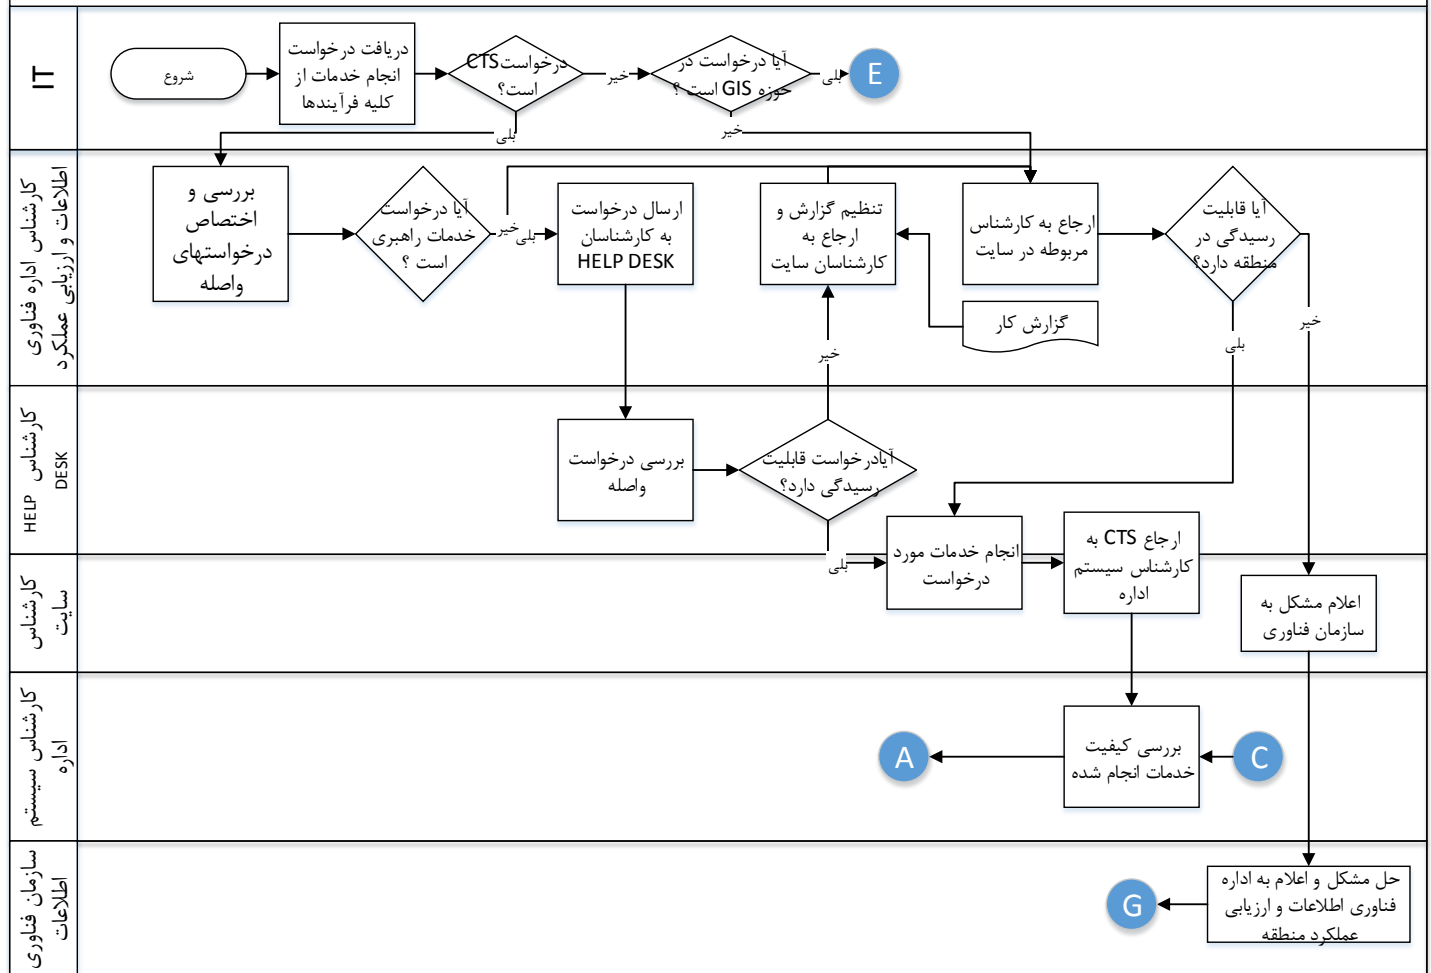 IT
شروع
دریافت درخواست
انجام خدمات از
کلیه فرآیندها
درخواست CTS
است؟
خیر
بلی
آیا درخواست در
حوزه GIS است ؟
بلی
خیر
E
کارشناس اداره فناوری
اطلاعات و ارزیابی عملکرد
بررسی و
اختصاص
درخواستهای
واصله
آیا درخواست
خدمات راهبری
است ؟
خیر
بلی
ارسال درخواست
به کارشناسان
HELP DESK
تنظیم گزارش و
ارجاع به
کارشناسان سایت
ارجاع به کارشناس
مربوطه در سایت
گزارش کار
آیا قابلیت
رسیدگی در
منطقه دارد؟
خیر
بلی
خیر
کارشناس HELP
DESK
بررسی درخواست
واصله
آیادرخواست قابلیت
رسیدگی دارد؟
بلی
کارشناس
سایت
انجام خدمات مورد
درخواست
ارجاع CTS به
کارشناس سیستم
اداره
اعلام مشکل به
سازمان فناوری
کارشناس سیستم
اداره
A
بررسی کیفیت
خدمات انجام شده
C
سازمان فناوری
اطلاعات
G
حل مشکل و اعلام به اداره
فناوری اطلاعات و ارزیابی
عملکرد منطقه